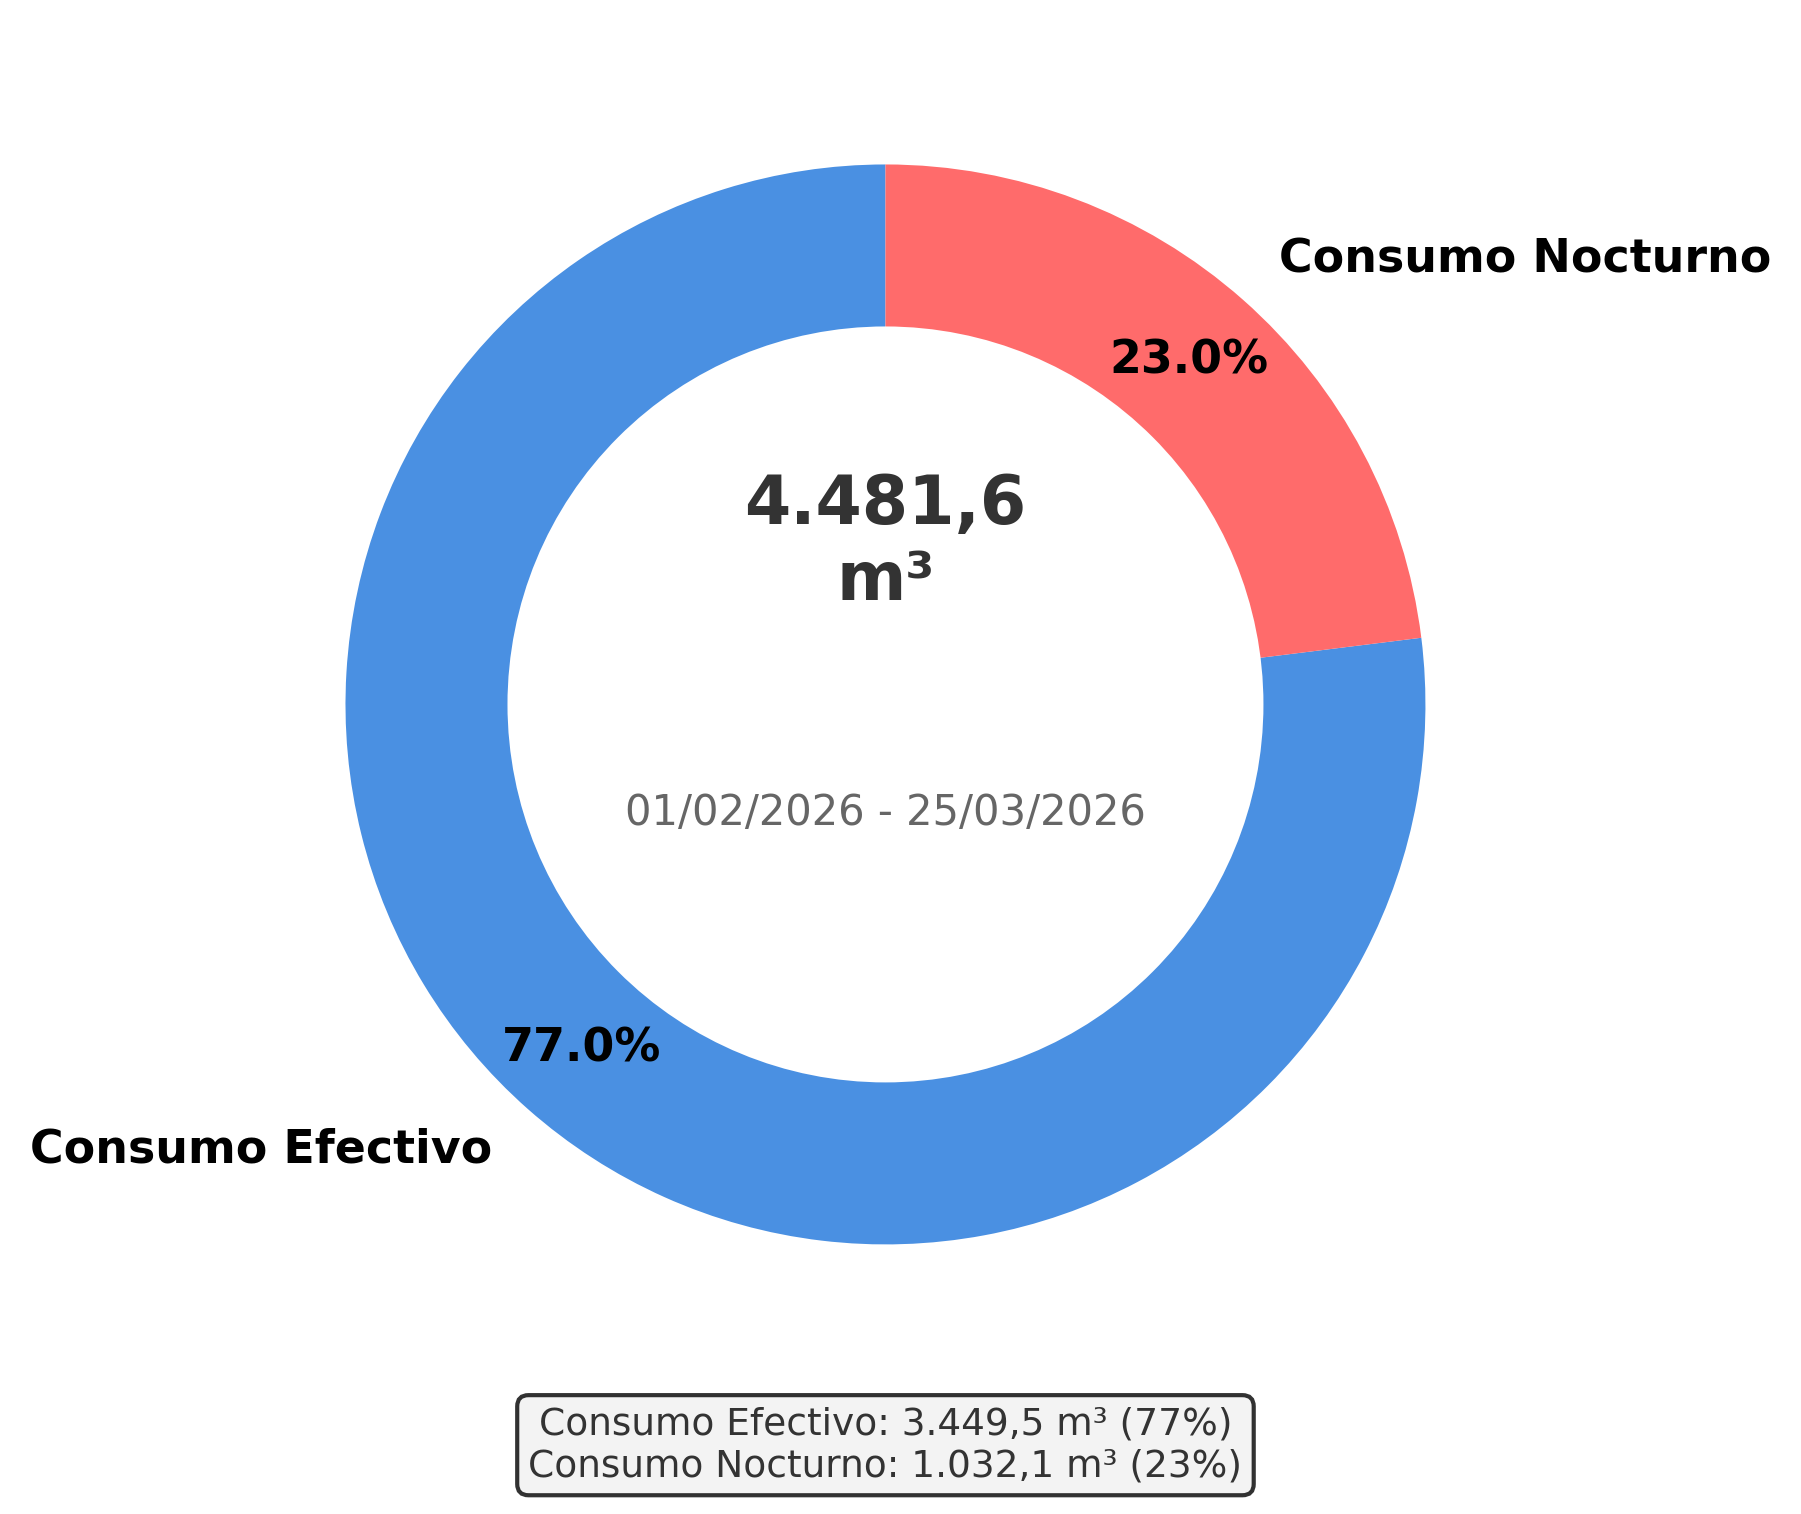 Consumo Nocturno
23.0%
4.481,6
m³
01/02/2026 - 25/03/2026
77.0%
Consumo Efectivo
Consumo Efectivo: 3.449,5 m³ (77%)
Consumo Nocturno: 1.032,1 m³ (23%)